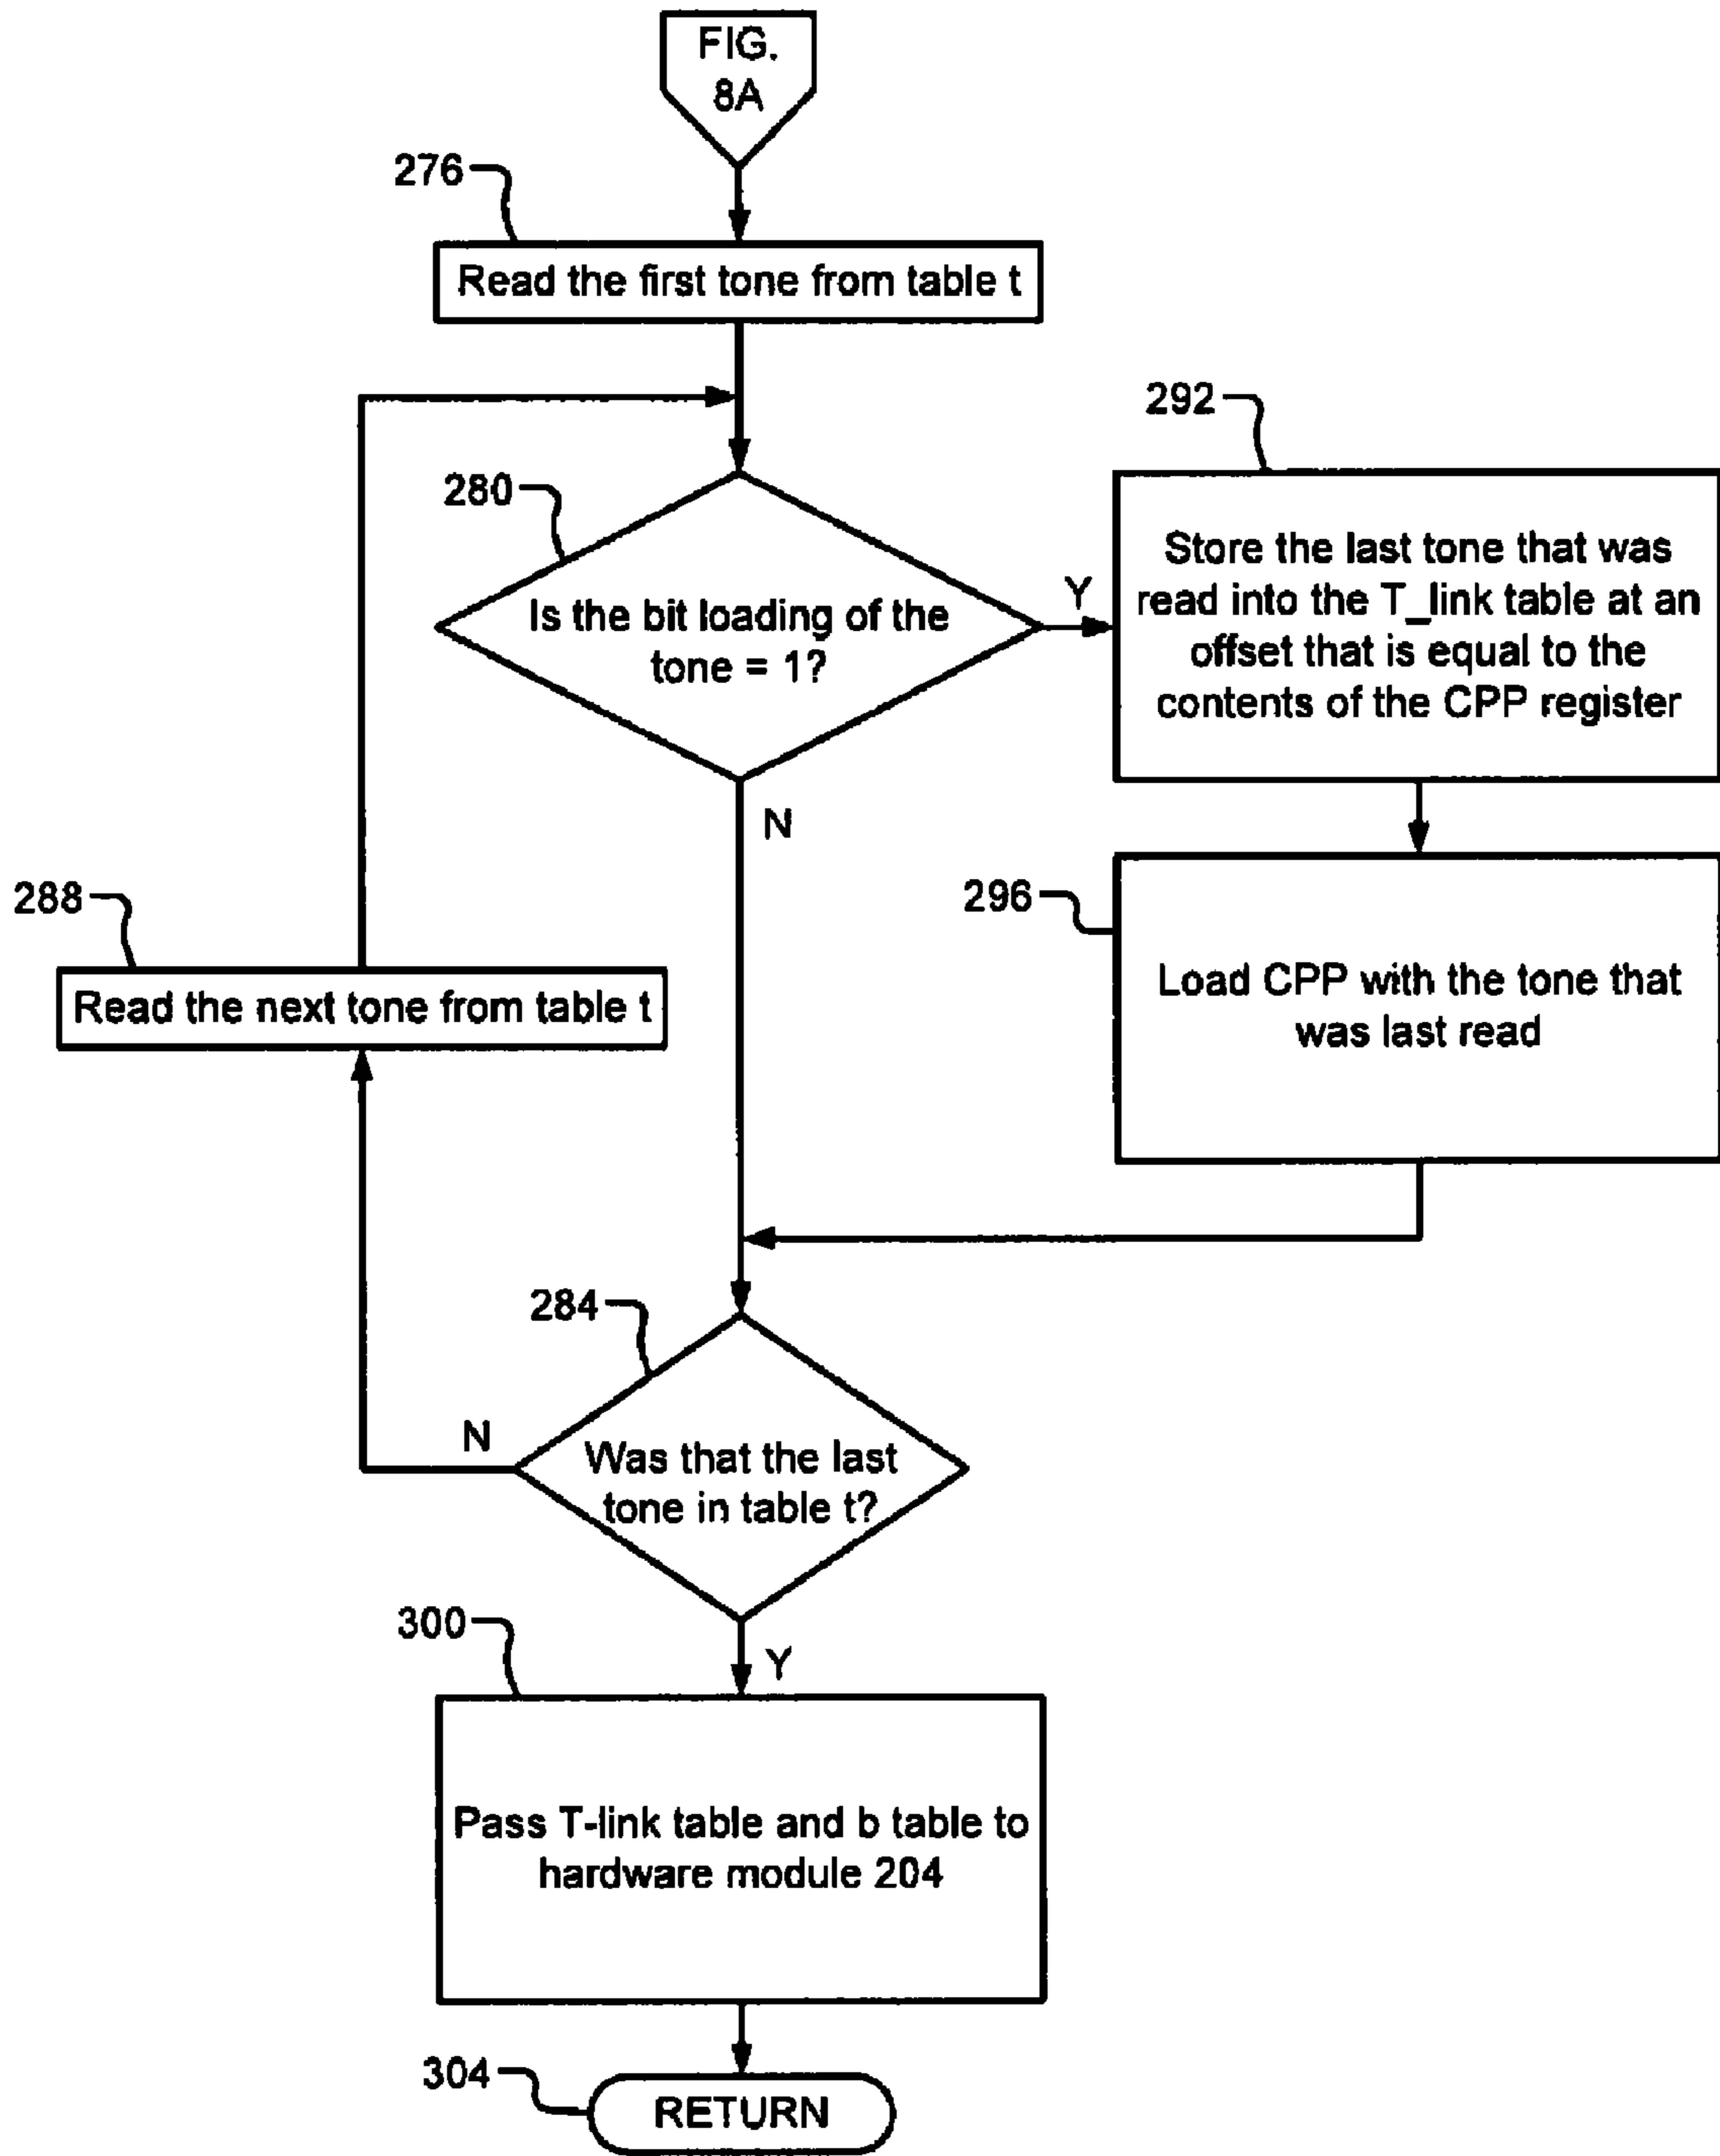 FIG.
8A
276
Read the first tone from table t
292
280
Store the last tone that was
read into the T_link table at an
offset that is equal to the
contents of the CPP register
Y
Is the bit loading of the
tone = 1?
N
288
296
Load CPP with the tone that
was last read
Read the next tone from table t
284
N
Was that the last
tone in table t?
300
Y
Pass T-link table and b table to
hardware module 204
304
RETURN